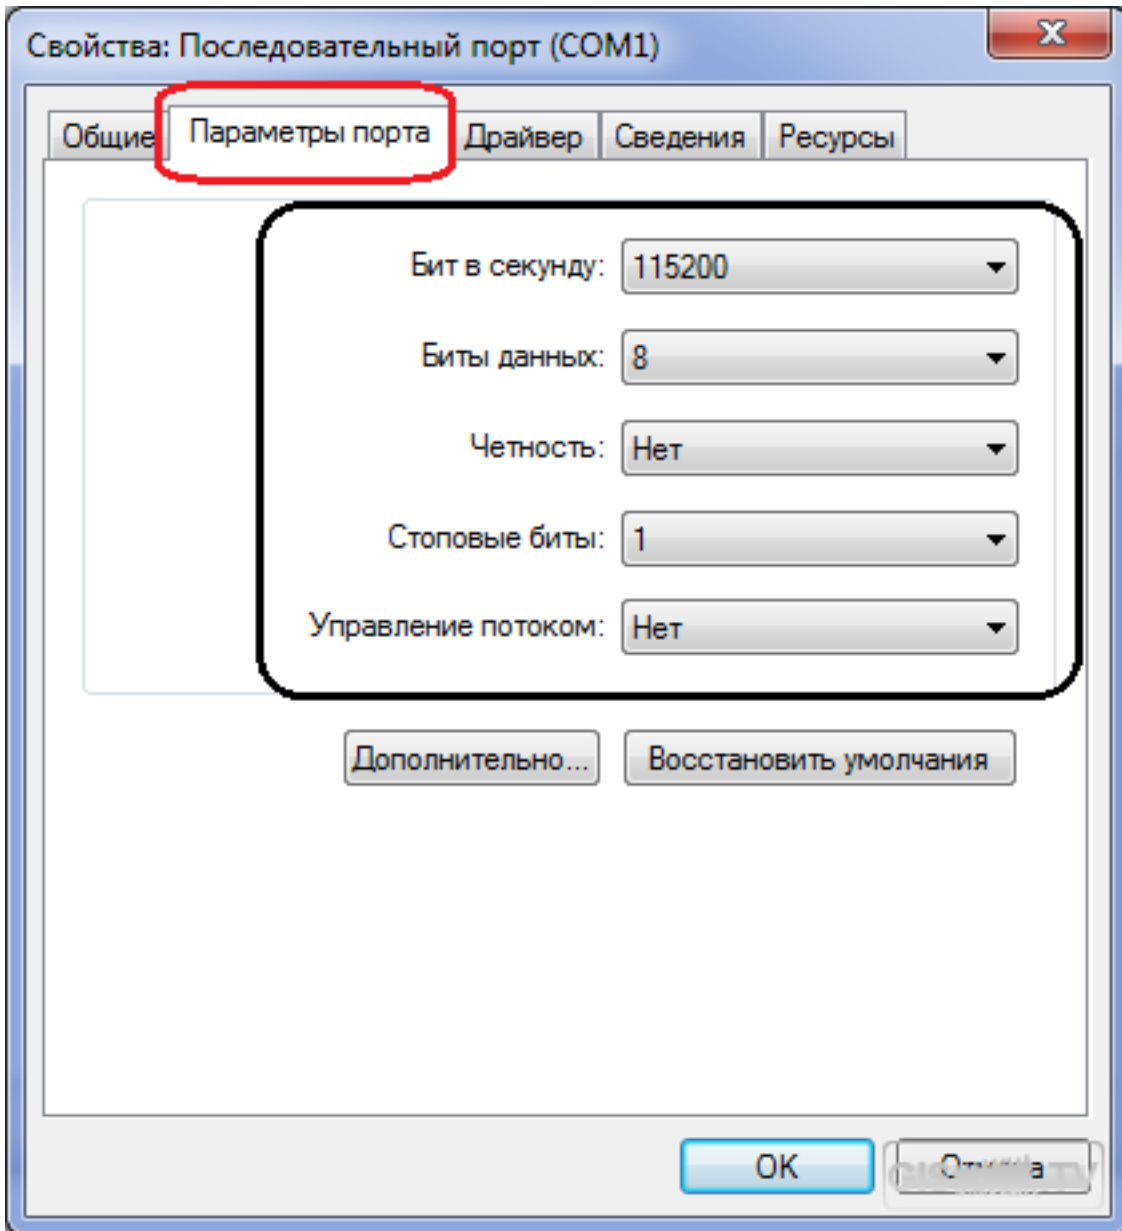 Свойства: Последовательный порт (COM1)
Общие Параметры порта Драйвер Сведения Ресурсы
Бит в секунду: 115200
Биты данных: 8
Четность: Нет
Стоповые биты: 1
Управление потоком: Нет
Дополнительно... Восстановить умолчания
OK